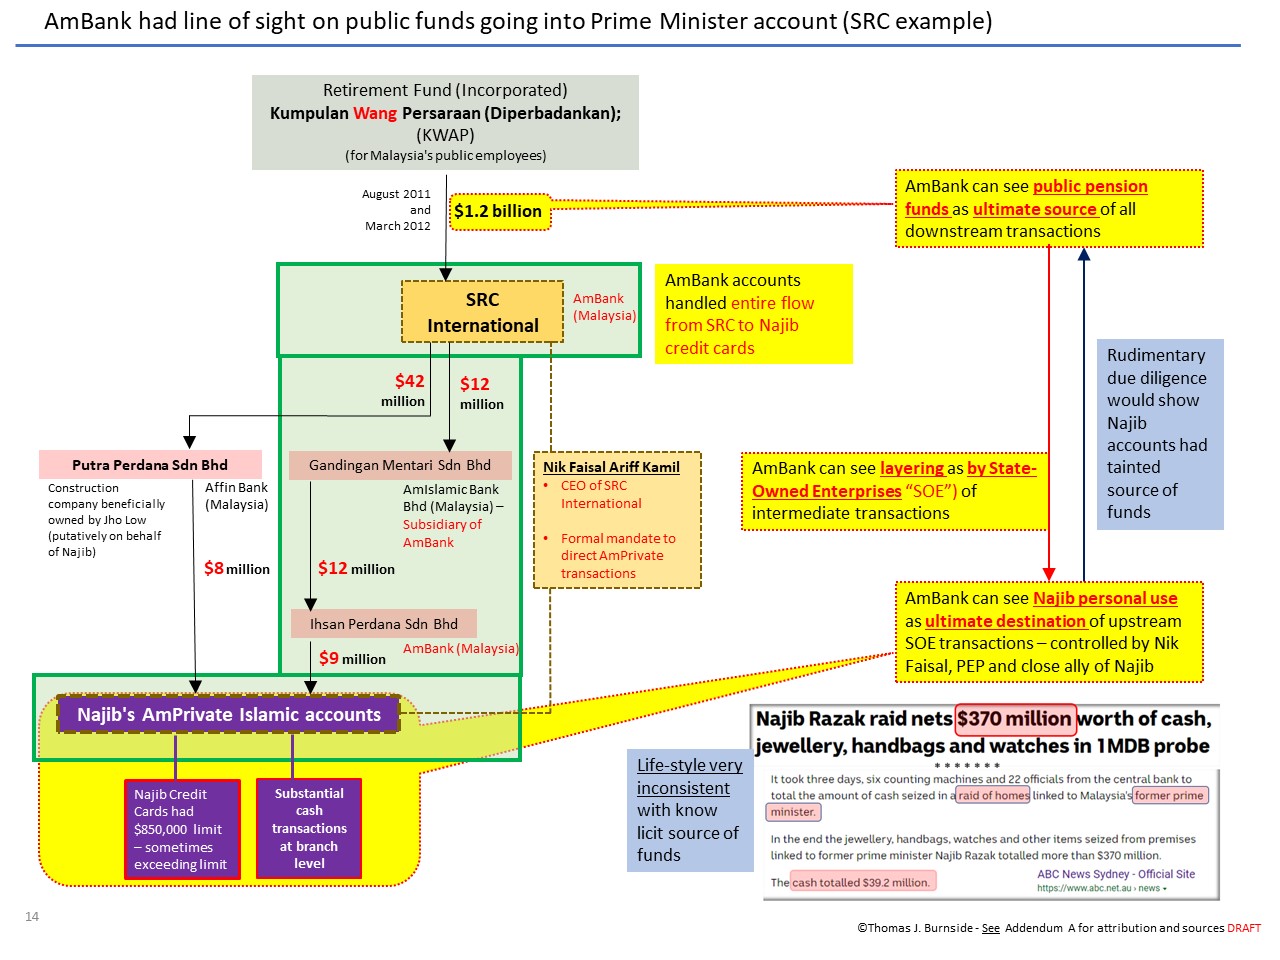 AmBank had line of sight on public funds going into Prime Minister account (SRC example)
Retirement Fund (Incorporated)
Kumpulan Wang Persaraan (Diperbadankan);
(KWAP)
(for Malaysia's public employees)
August 2011
and
March 2012
$1.2 billion
AmBank can see public pension
funds as ultimate source of all
downstream transactions
SRC
International
AmBank
(Malaysia)
AmBank accounts
handled entire flow
from SRC to Najib
credit cards
$42
million
$12
million
Rudimentary
due diligence
would show
Najib
accounts had
tainted
source of
funds
Putra Perdana Sdn Bhd
Construction
company beneficially
owned by Jho Low
(putatively on behalf
of Najib)
Affin Bank
(Malaysia)
$8 million
Gandingan Mentari Sdn Bhd
AmIslamic Bank
Bhd (Malaysia) –
Subsidiary of
AmBank
$12 million
Nik Faisal Ariff Kamil
• CEO of SRC
International
• Formal mandate to
direct AmPrivate
transactions
AmBank can see layering as by State-
Owned Enterprises “SOE”) of
intermediate transactions
Ihsan Perdana Sdn Bhd
AmBank (Malaysia)
$9 million
AmBank can see Najib personal use
as ultimate destination of upstream
SOE transactions – controlled by Nik
Faisal, PEP and close ally of Najib
Najib's AmPrivate Islamic accounts
Najib Credit
Cards had
$850,000 limit
– sometimes
exceeding limit
Substantial
cash
transactions
at branch
level
Life-style very
inconsistent
with know
licit source of
funds
Najib Razak raid nets $370 million worth of cash,
jewellery, handbags and watches in 1MDB probe
*******
It took three days, six counting machines and 22 officials from the central bank to
total the amount of cash seized in a raid of homes linked to Malaysia's former prime
minister.
In the end the jewellery, handbags, watches and other items seized from premises
linked to former prime minister Najib Razak totalled more than $370 million.
The cash totalled $39.2 million.
ABC News Sydney - Official Site
https://www.abc.net.au › news
14
©Thomas J. Burnside - See Addendum A for attribution and sources DRAFT